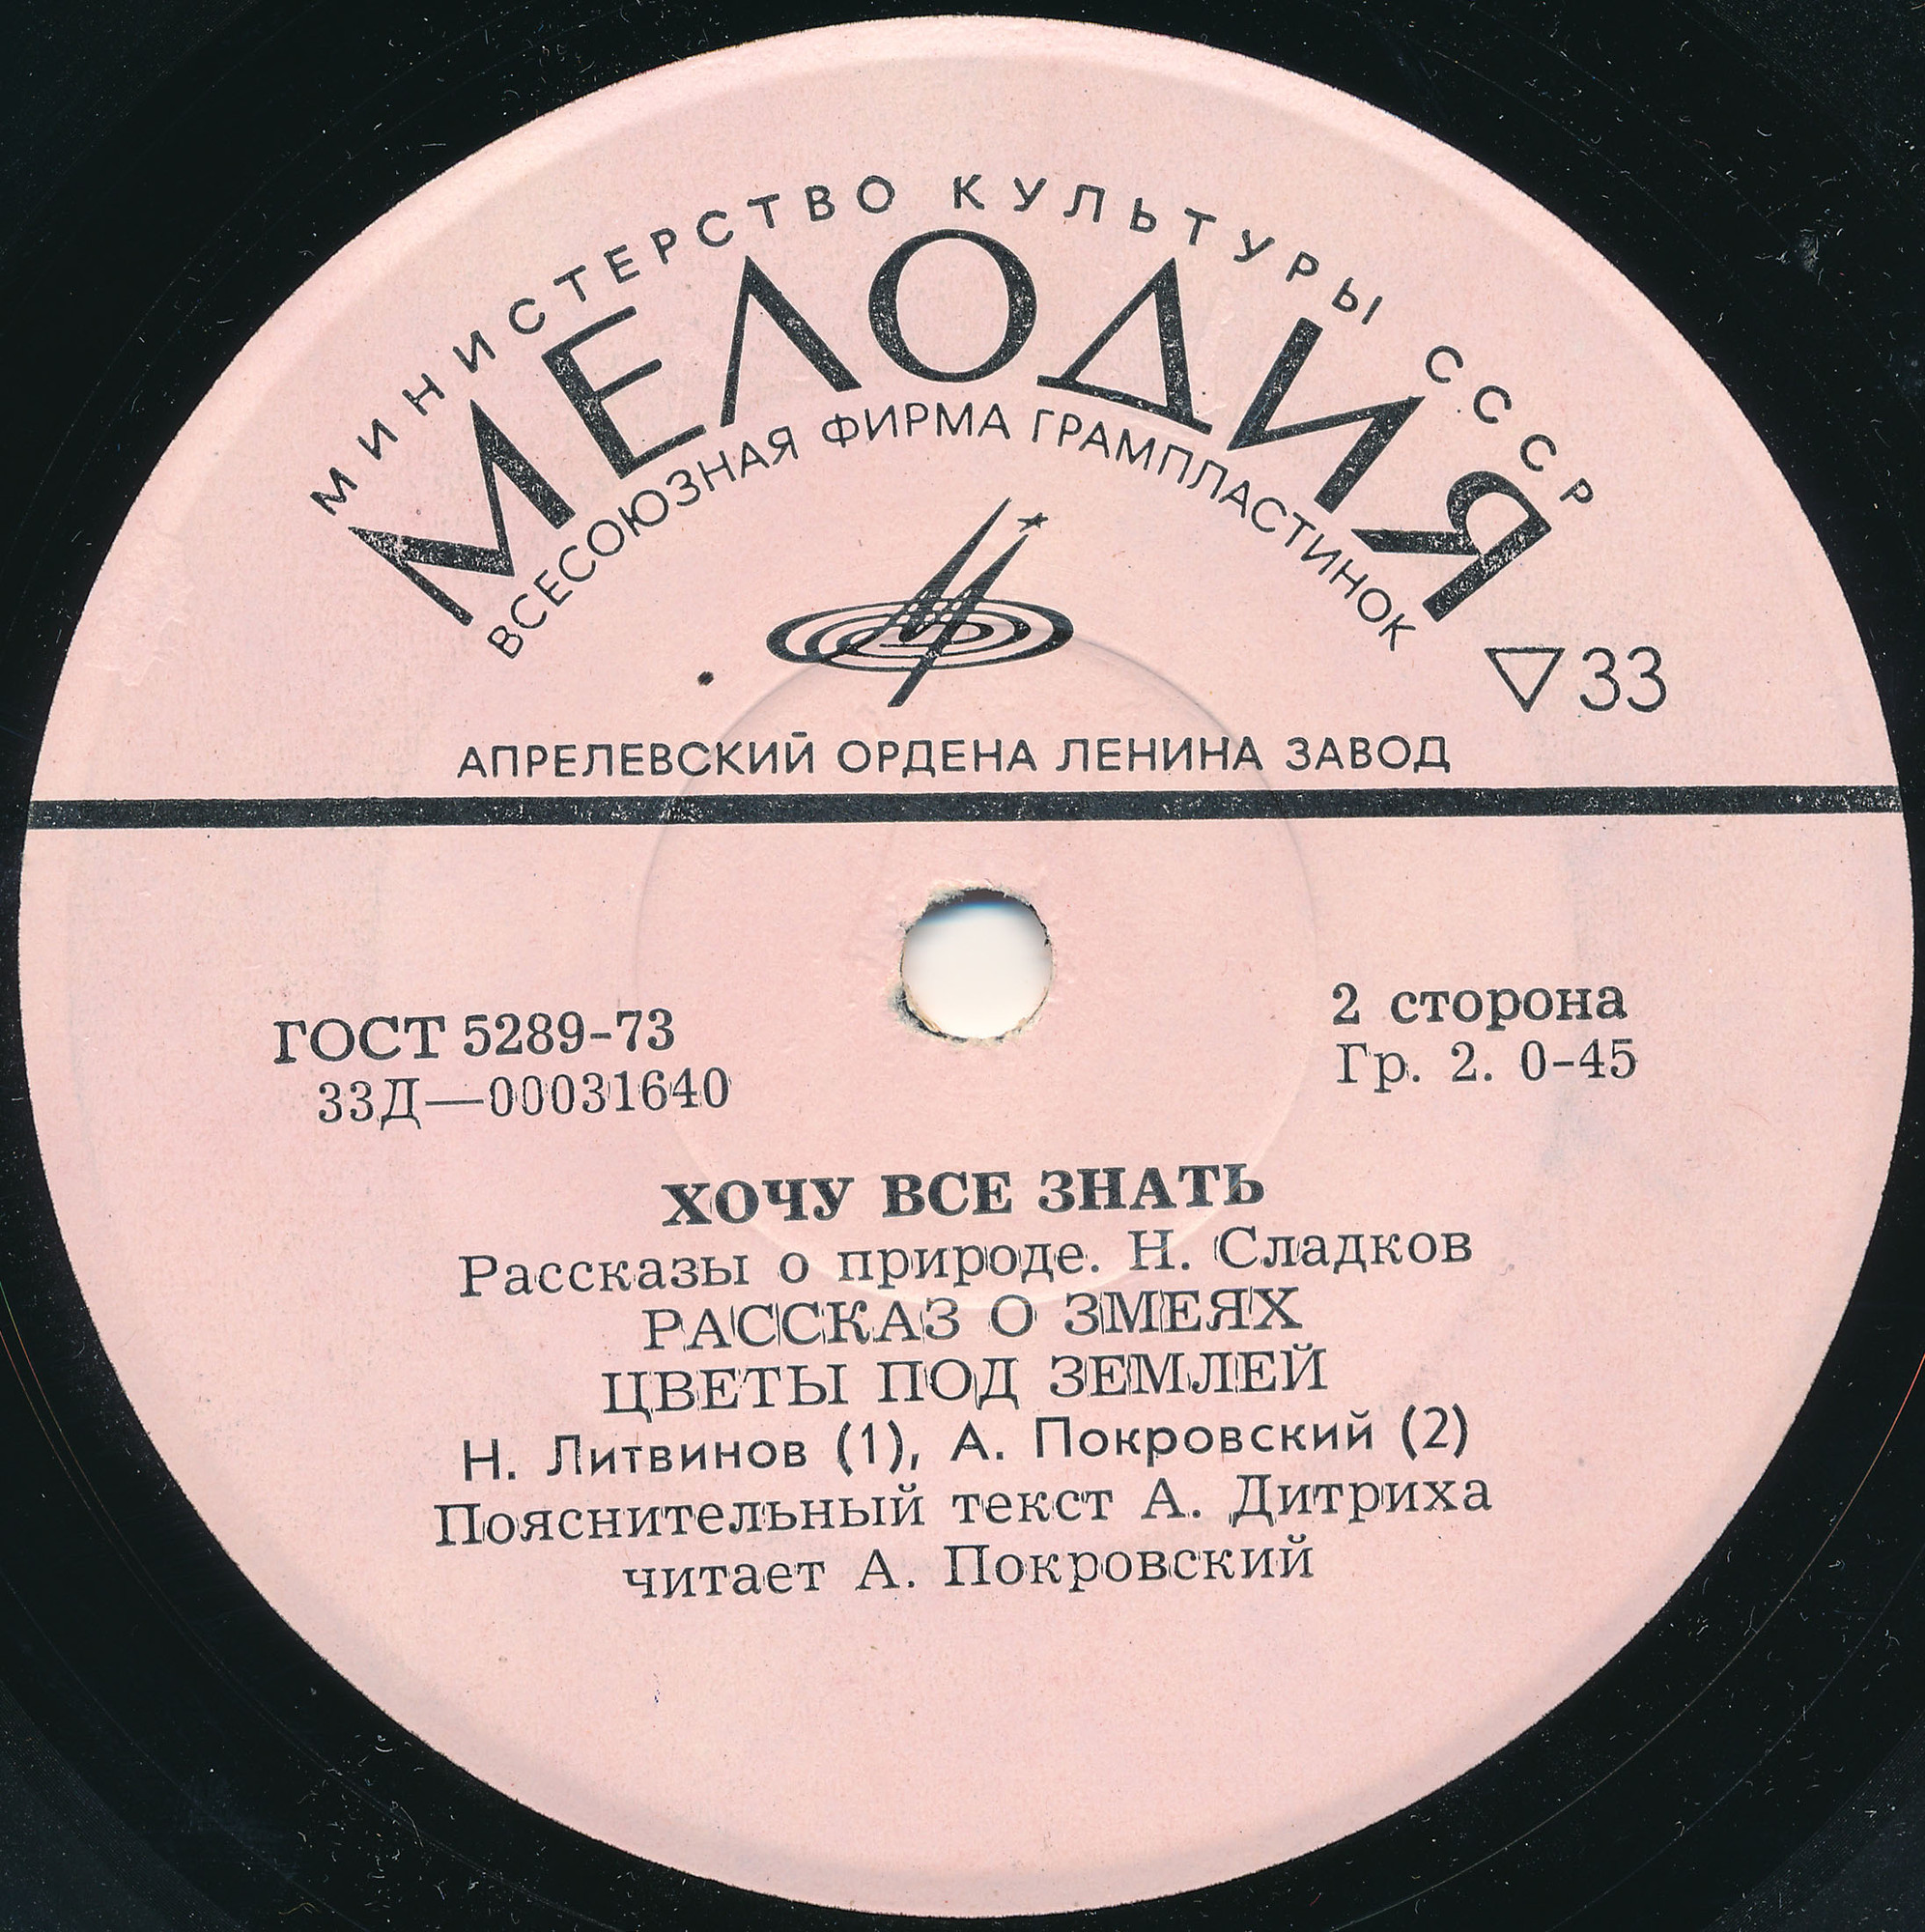 МИНИСТЕРСТВО КУЛЬТУРЫ СССР
МЕЛОДИЯ
ВСЕСОЮЗНАЯ ФИРМА ГРАМПЛАСТИНОК
▽33
АПРЕЛЕВСКИЙ ОРДЕНА ЛЕНИНА ЗАВОД
ГОСТ 5289-73
33Д—00031640
2 сторона
Гр. 2. 0-45
ХОЧУ ВСЕ ЗНАТЬ
Рассказы о природе. Н. Сладков
РАССКАЗ О ЗМЕЯХ
ЦВЕТЫ ПОД ЗЕМЛЕЙ
Н. Литвинов (1), А. Покровский (2)
Пояснительный текст А. Дитриха
читает А. Покровский